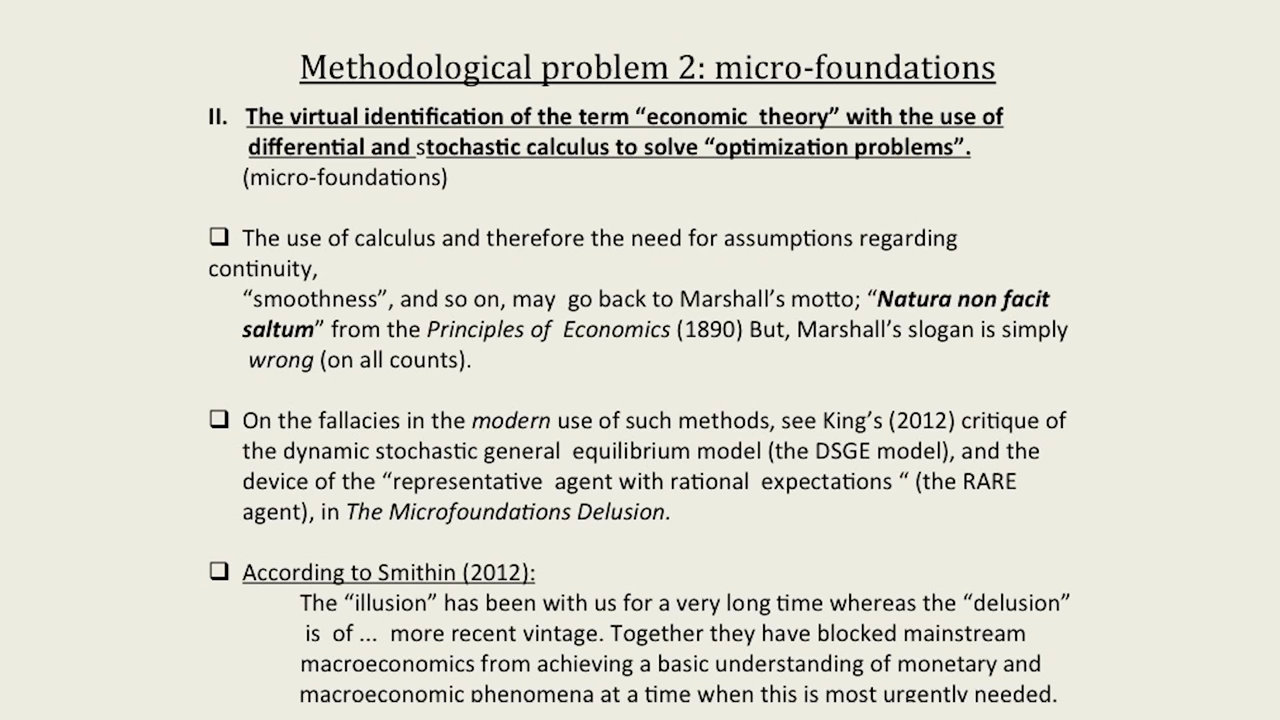 Methodological problem 2: micro-foundations
II. The virtual identification of the term “economic theory” with the use of
differential and stochastic calculus to solve “optimization problems”.
(micro-foundations)
❑ The use of calculus and therefore the need for assumptions regarding
continuity,
“smoothness”, and so on, may go back to Marshall’s motto; “Natura non facit
saltum” from the Principles of Economics (1890) But, Marshall’s slogan is simply
wrong (on all counts).
❑ On the fallacies in the modern use of such methods, see King’s (2012) critique of
the dynamic stochastic general equilibrium model (the DSGE model), and the
device of the “representative agent with rational expectations “ (the RARE
agent), in The Microfoundations Delusion.
❑ According to Smithin (2012):
The “illusion” has been with us for a very long time whereas the “delusion”
is of ... more recent vintage. Together they have blocked mainstream
macroeconomics from achieving a basic understanding of monetary and
macroeconomic phenomena at a time when this is most urgently needed.